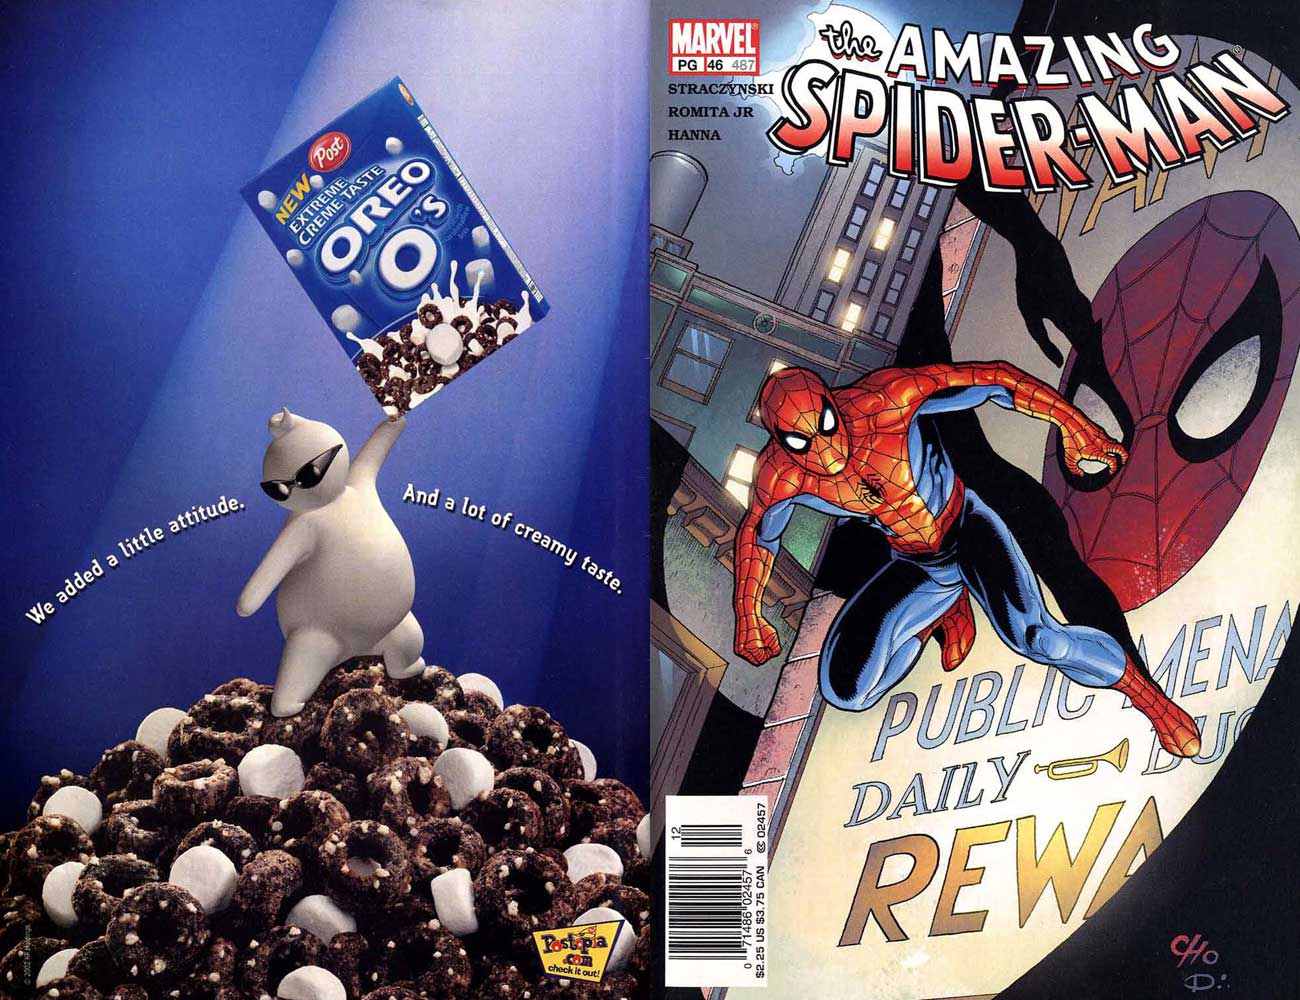 Post
NEW
EXTREME
CREME TASTE
OREO
O'S
We added a little attitude.
And a lot of creamy taste.
Postopia
.com
check it out!
MARVEL
PG 46 487
STRACZYNSKI
ROMITA JR
HANNA
the AMAZING
SPIDER-MAN®
PUBLIC MENA
DAILY BUG
REWA
12
0 71486 02457 6
02457
$2.25 US $3.75 CAN
CHO
D